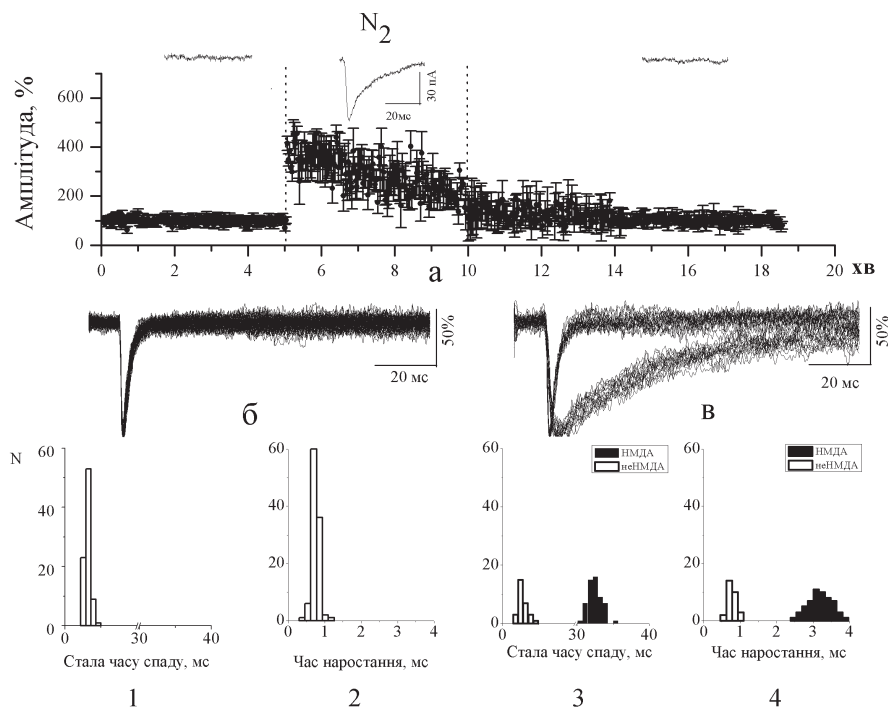 N2
Амплітуда, %
600
400
200
0
30 пА
20мс
0 2 4 6 8 10 12 14 16 18 20 хв
а
50%
20 мс
б
50%
20 мс
в
N
60
40
20
0
0 30 40
Стала часу спаду, мс
1
60
40
20
0
0 1 2 3 4
Час наростання, мс
2
НМДА
неНМДА
60
40
20
0
0 30 40
Стала часу спаду, мс
3
НМДА
неНМДА
60
40
20
0
0 1 2 3 4
Час наростання, мс
4